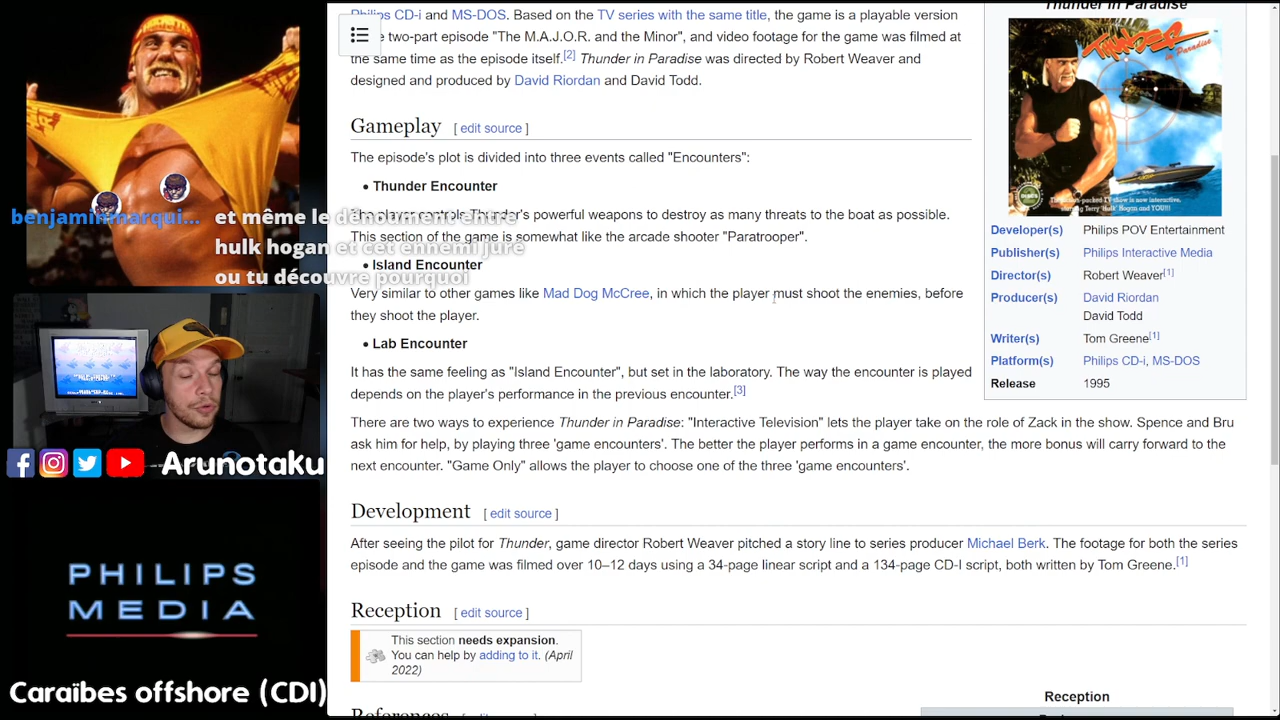 Philips CD-i and MS-DOS. Based on the TV series with the same title, the game is a playable version
two-part episode "The M.A.J.O.R. and the Minor", and video footage for the game was filmed at
the same time as the episode itself.[2] Thunder in Paradise was directed by Robert Weaver and
designed and produced by David Riordan and David Todd.
Gameplay [ edit source ]
The episode's plot is divided into three events called "Encounters":
• Thunder Encounter
Thunder's powerful weapons to destroy as many threats to the boat as possible.
This section of the game is somewhat like the arcade shooter "Paratrooper".
• Island Encounter
Very similar to other games like Mad Dog McCree, in which the player must shoot the enemies, before
they shoot the player.
• Lab Encounter
It has the same feeling as "Island Encounter", but set in the laboratory. The way the encounter is played
depends on the player's performance in the previous encounter.[3]
There are two ways to experience Thunder in Paradise: "Interactive Television" lets the player take on the role of Zack in the show. Spence and Bru
ask him for help, by playing three 'game encounters'. The better the player performs in a game encounter, the more bonus will carry forward to the
next encounter. "Game Only" allows the player to choose one of the three 'game encounters'.
Development [ edit source ]
After seeing the pilot for Thunder, game director Robert Weaver pitched a story line to series producer Michael Berk. The footage for both the series
episode and the game was filmed over 10–12 days using a 34-page linear script and a 134-page CD-I script, both written by Tom Greene.[1]
Reception [ edit source ]
This section needs expansion.
You can help by adding to it. (April
2022)
References
Thunder in Paradise
THUNDER
in Paradise
Developer(s) Philips POV Entertainment
Publisher(s) Philips Interactive Media
Director(s) Robert Weaver[1]
Producer(s) David Riordan
David Todd
Writer(s) Tom Greene[1]
Platform(s) Philips CD-i, MS-DOS
Release 1995
Reception
benjaminmarqui... et même le dénouement entre
hulk hogan et cet ennemi juré
ou tu découvre pourquoi
Arunotaku
PHILIPS
MEDIA
Caraïbes offshore (CDI)